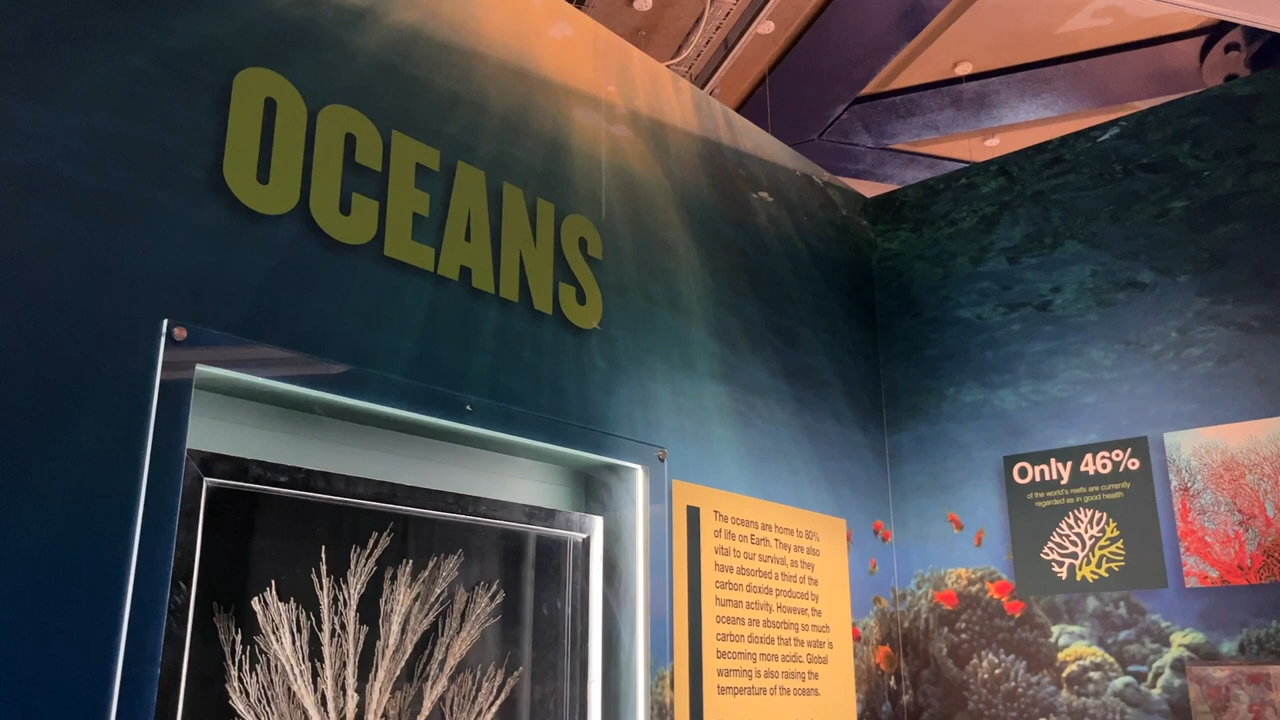 OCEANS
The oceans are home to 80%
of life on Earth. They are also
vital to our survival, as they
have absorbed a third of the
carbon dioxide produced by
human activity. However, the
oceans are absorbing so much
carbon dioxide that the water is
becoming more acidic. Global
warming is also raising the
temperature of the oceans.
Only 46%
of the world's reefs are currently
regarded as in good health